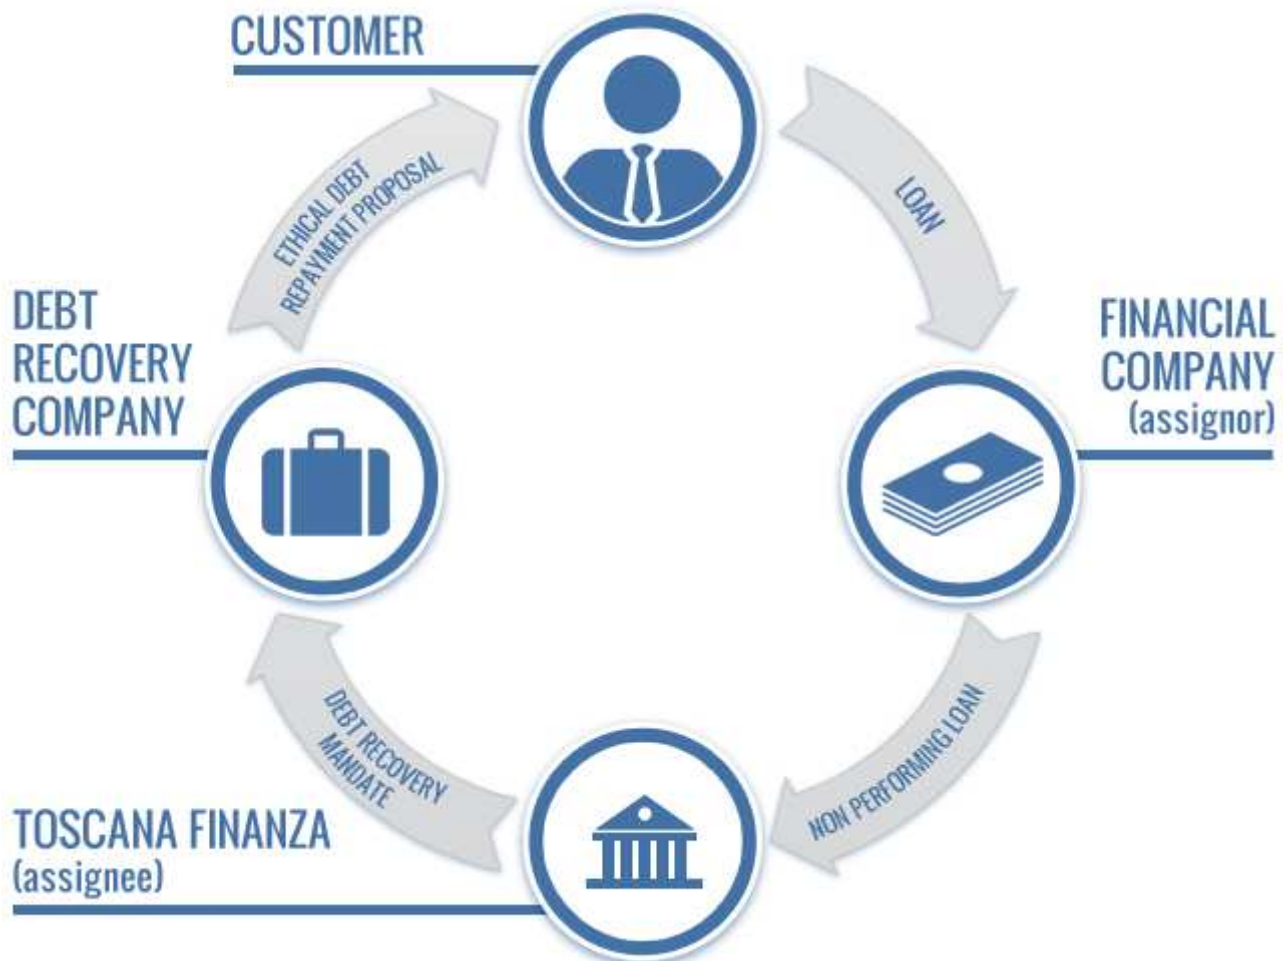 CUSTOMER
LOAN
FINANCIAL
COMPANY
(assignor)
NON PERFORMING LOAN
TOSCANA FINANZA
(assignee)
DEBT RECOVERY
MANDATE
DEBT
RECOVERY
COMPANY
ETHICAL DEBT
REPAYMENT PROPOSAL